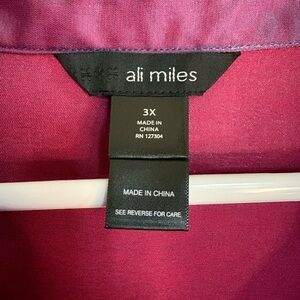 ali miles
3X
MADE IN
CHINA
RN 127304
MADE IN CHINA
SEE REVERSE FOR CARE